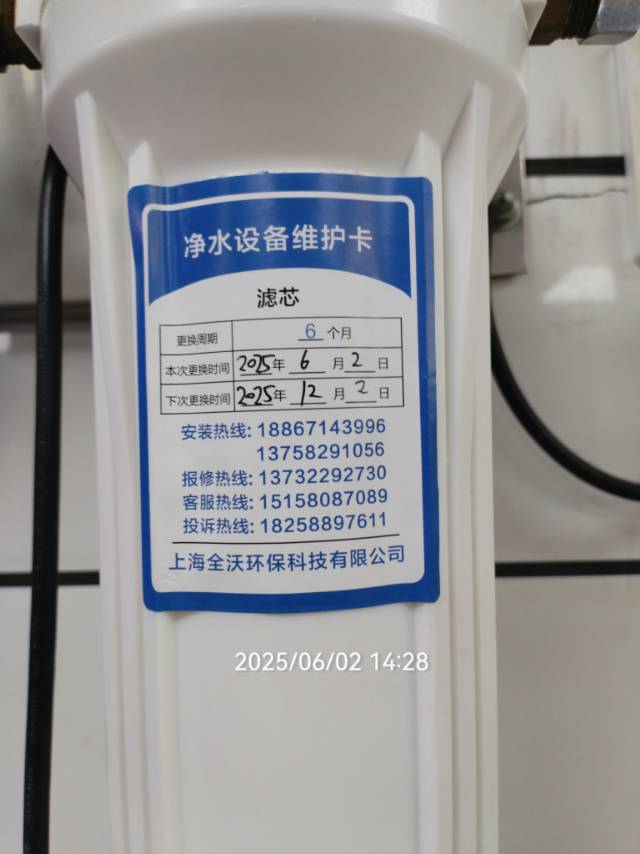 净水设备维护卡
滤芯
更换周期 6 个月
本次更换时间 2025年 6 月 2 日
下次更换时间 2025年 12 月 2 日
安装热线: 18867143996
13758291056
报修热线: 13732292730
客服热线: 15158087089
投诉热线: 18258897611
上海全沃环保科技有限公司
2025/06/02 14:28